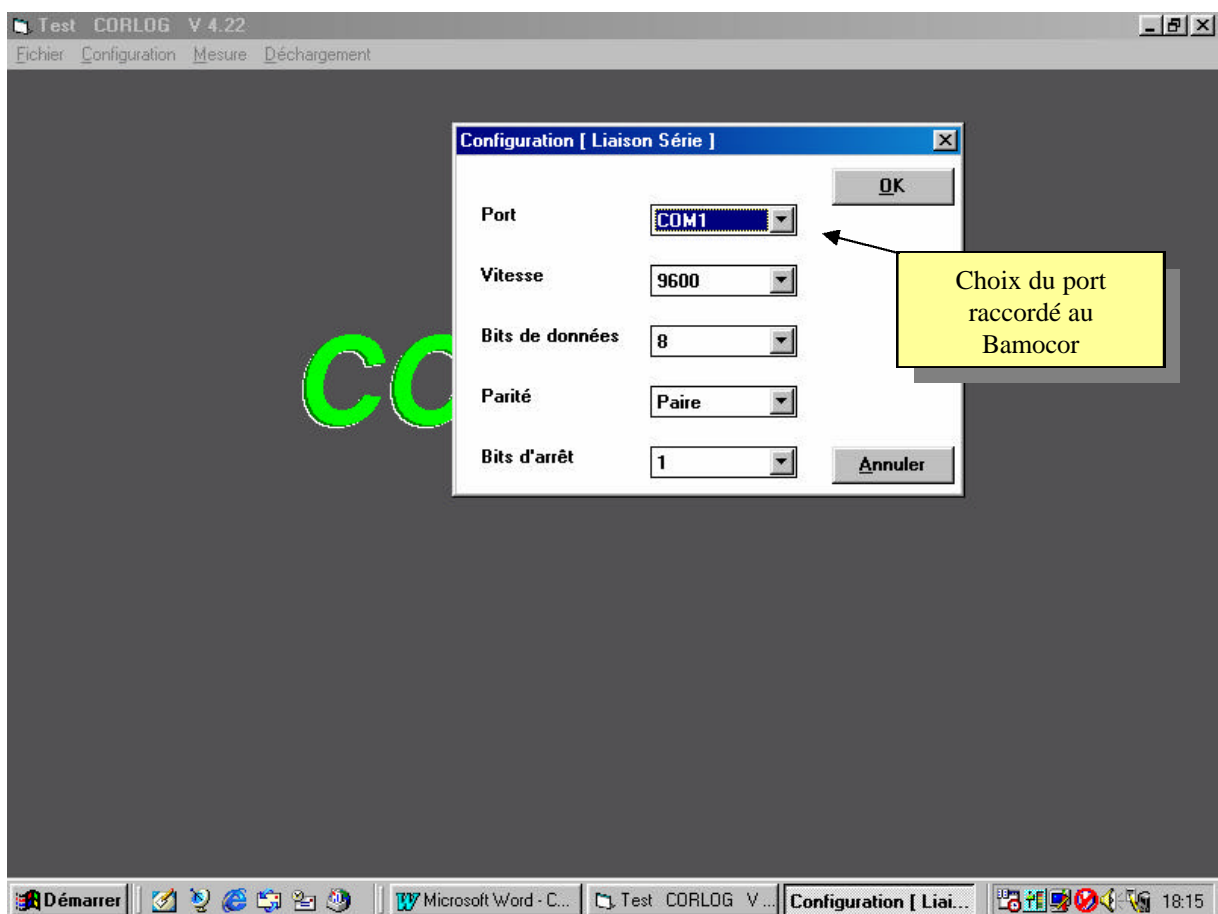 Test CORLOG V 4.22
Fichier Configuration Mesure Déchargement
Configuration [ Liaison Série ]
OK
Port
COM1
Vitesse
9600
Choix du port
raccordé au
Bamocor
Bits de données
8
CO
Parité
Paire
Bits d'arrêt
1
Annuler
Démarrer
Microsoft Word - C...
Test CORLOG V ...
Configuration [ Liai...
18:15